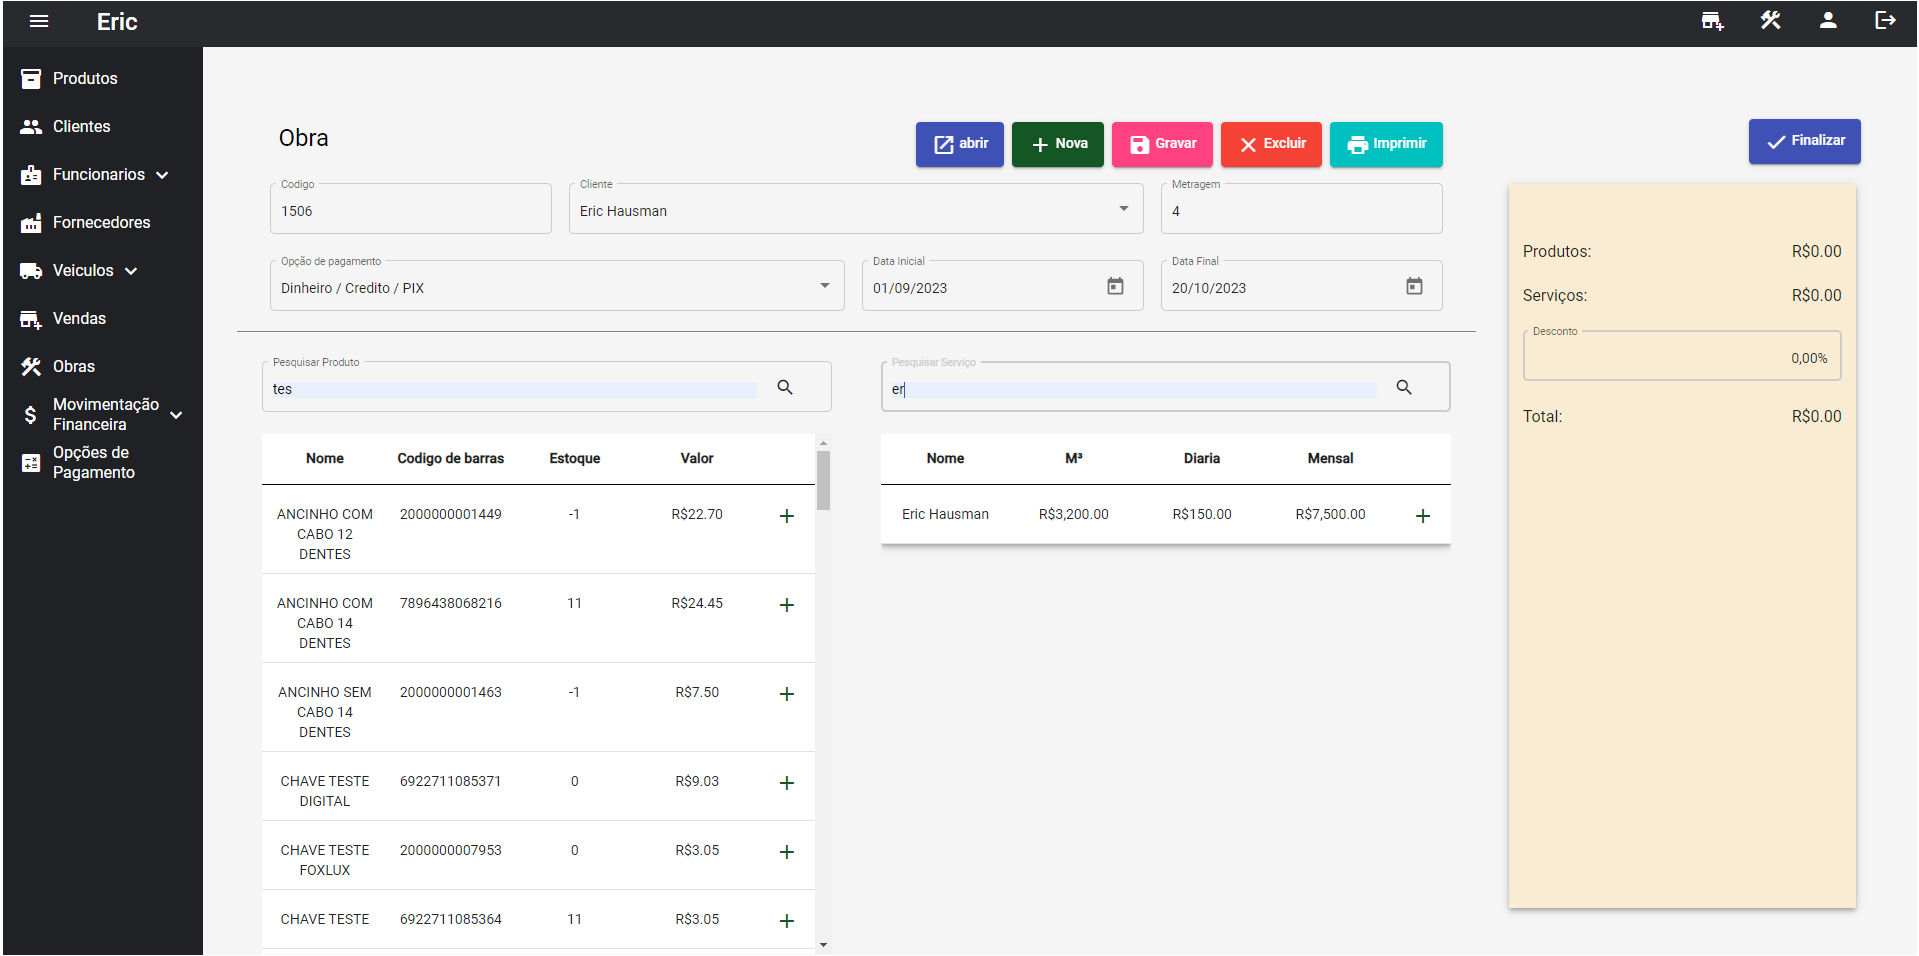 Eric
Produtos
Clientes
Funcionarios
Fornecedores
Veiculos
Vendas
Obras
Movimentação
Financeira
Opções de
Pagamento
Obra
abrir
Nova
Gravar
Excluir
Imprimir
Finalizar
Codigo
1506
Cliente
Eric Hausman
Metragem
4
Opção de pagamento
Dinheiro / Credito / PIX
Data Inicial
01/09/2023
Data Final
20/10/2023
Pesquisar Produto
tes
Nome Codigo de barras Estoque Valor
ANCINHO COM
CABO 12
DENTES
2000000001449 -1 R$22.70
ANCINHO COM
CABO 14
DENTES
7896438068216 11 R$24.45
ANCINHO SEM
CABO 14
DENTES
2000000001463 -1 R$7.50
CHAVE TESTE
DIGITAL
6922711085371 0 R$9.03
CHAVE TESTE
FOXLUX
2000000007953 0 R$3.05
CHAVE TESTE 6922711085364 11 R$3.05
Pesquisar Serviço
er
Nome M³ Diaria Mensal
Eric Hausman R$3,200.00 R$150.00 R$7,500.00
Produtos: R$0.00
Serviços: R$0.00
Desconto
0,00%
Total: R$0.00